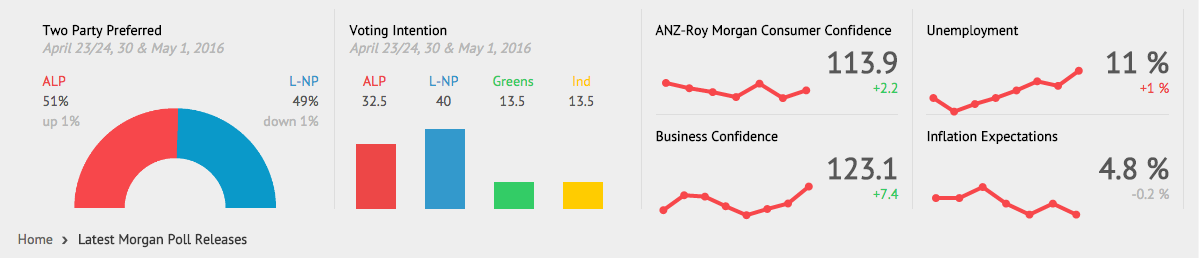 Two Party Preferred
April 23/24, 30 & May 1, 2016
ALP L-NP
51% 49%
up 1% down 1%
Voting Intention
April 23/24, 30 & May 1, 2016
ALP L-NP Greens Ind
32.5 40 13.5 13.5
ANZ-Roy Morgan Consumer Confidence
113.9
+2.2
Business Confidence
123.1
+7.4
Unemployment
11 %
+1 %
Inflation Expectations
4.8 %
-0.2 %
Home › Latest Morgan Poll Releases